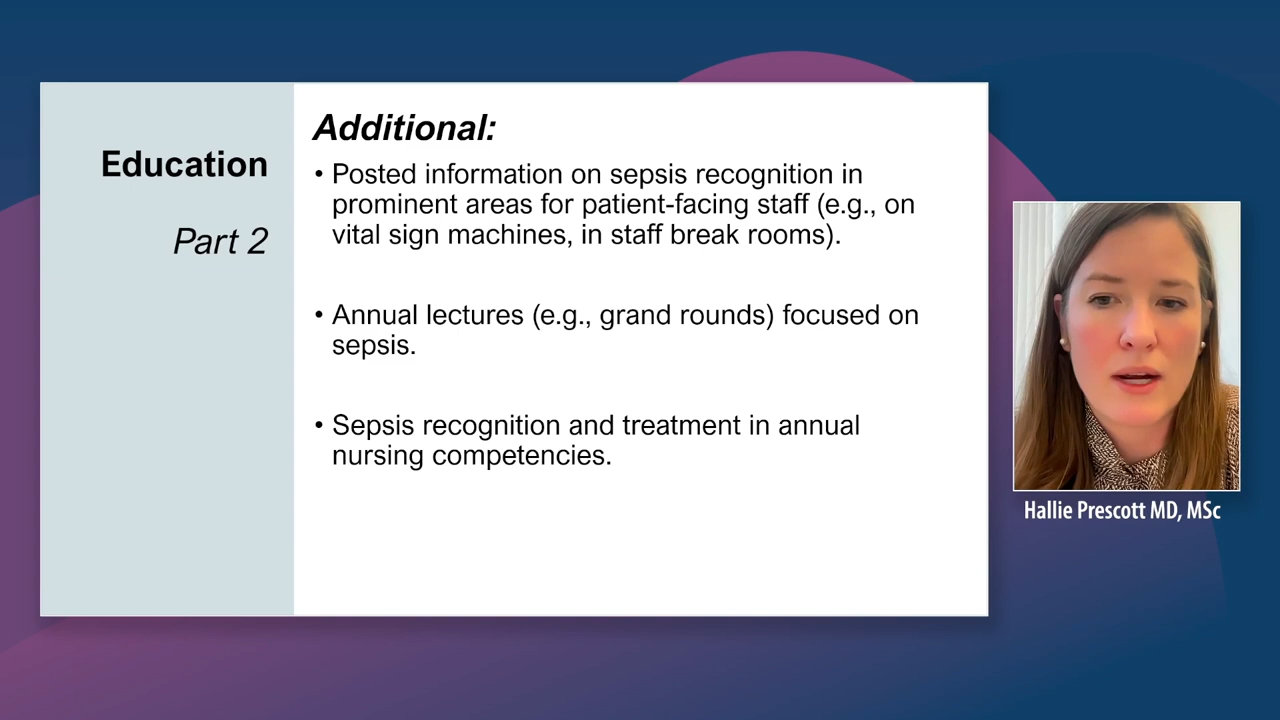 Education
Part 2
Additional:
• Posted information on sepsis recognition in
prominent areas for patient-facing staff (e.g., on
vital sign machines, in staff break rooms).
• Annual lectures (e.g., grand rounds) focused on
sepsis.
• Sepsis recognition and treatment in annual
nursing competencies.
Hallie Prescott MD, MSc